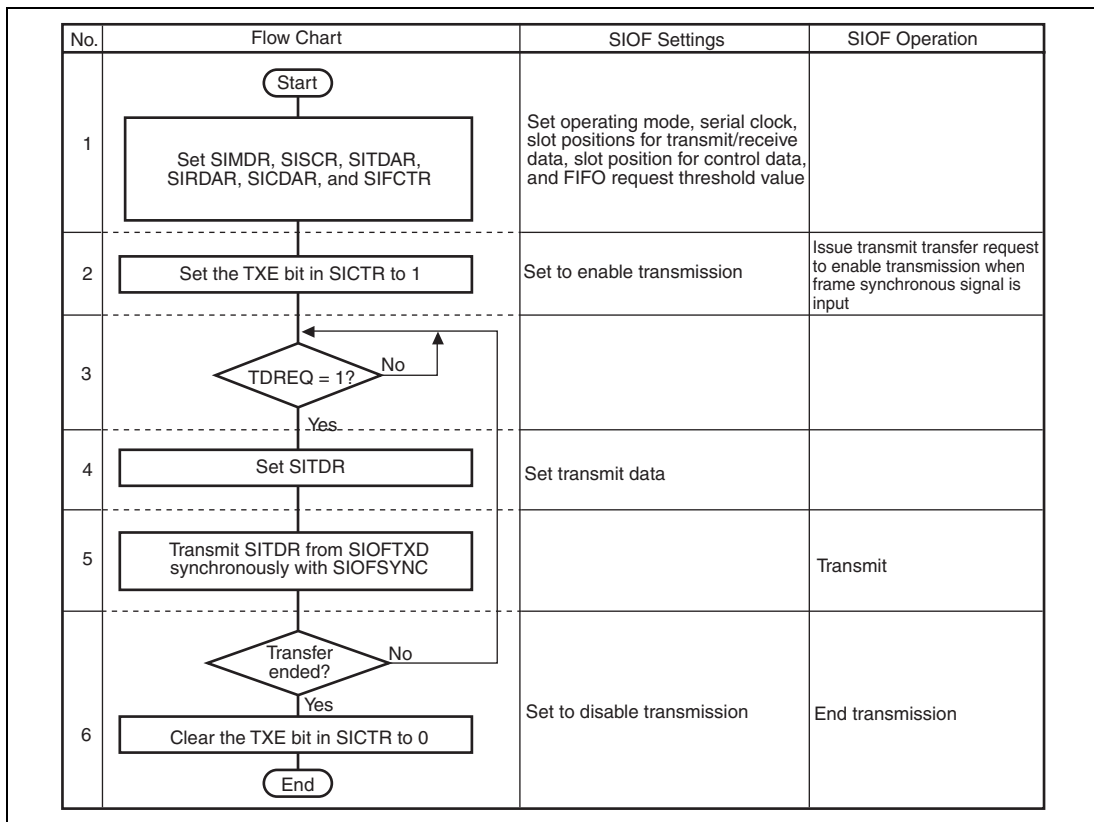 No. Flow Chart SIOF Settings SIOF Operation
Start
1
Set SIMDR, SISCR, SITDAR,
SIRDAR, SICDAR, and SIFCTR
Set operating mode, serial clock,
slot positions for transmit/receive
data, slot position for control data,
and FIFO request threshold value
2
Set the TXE bit in SICTR to 1
Set to enable transmission
Issue transmit transfer request
to enable transmission when
frame synchronous signal is
input
3
TDREQ = 1?
No
Yes
4
Set SITDR
Set transmit data
5
Transmit SITDR from SIOFTXD
synchronously with SIOFSYNC
Transmit
Transfer
ended?
No
Yes
6
Clear the TXE bit in SICTR to 0
Set to disable transmission
End transmission
End